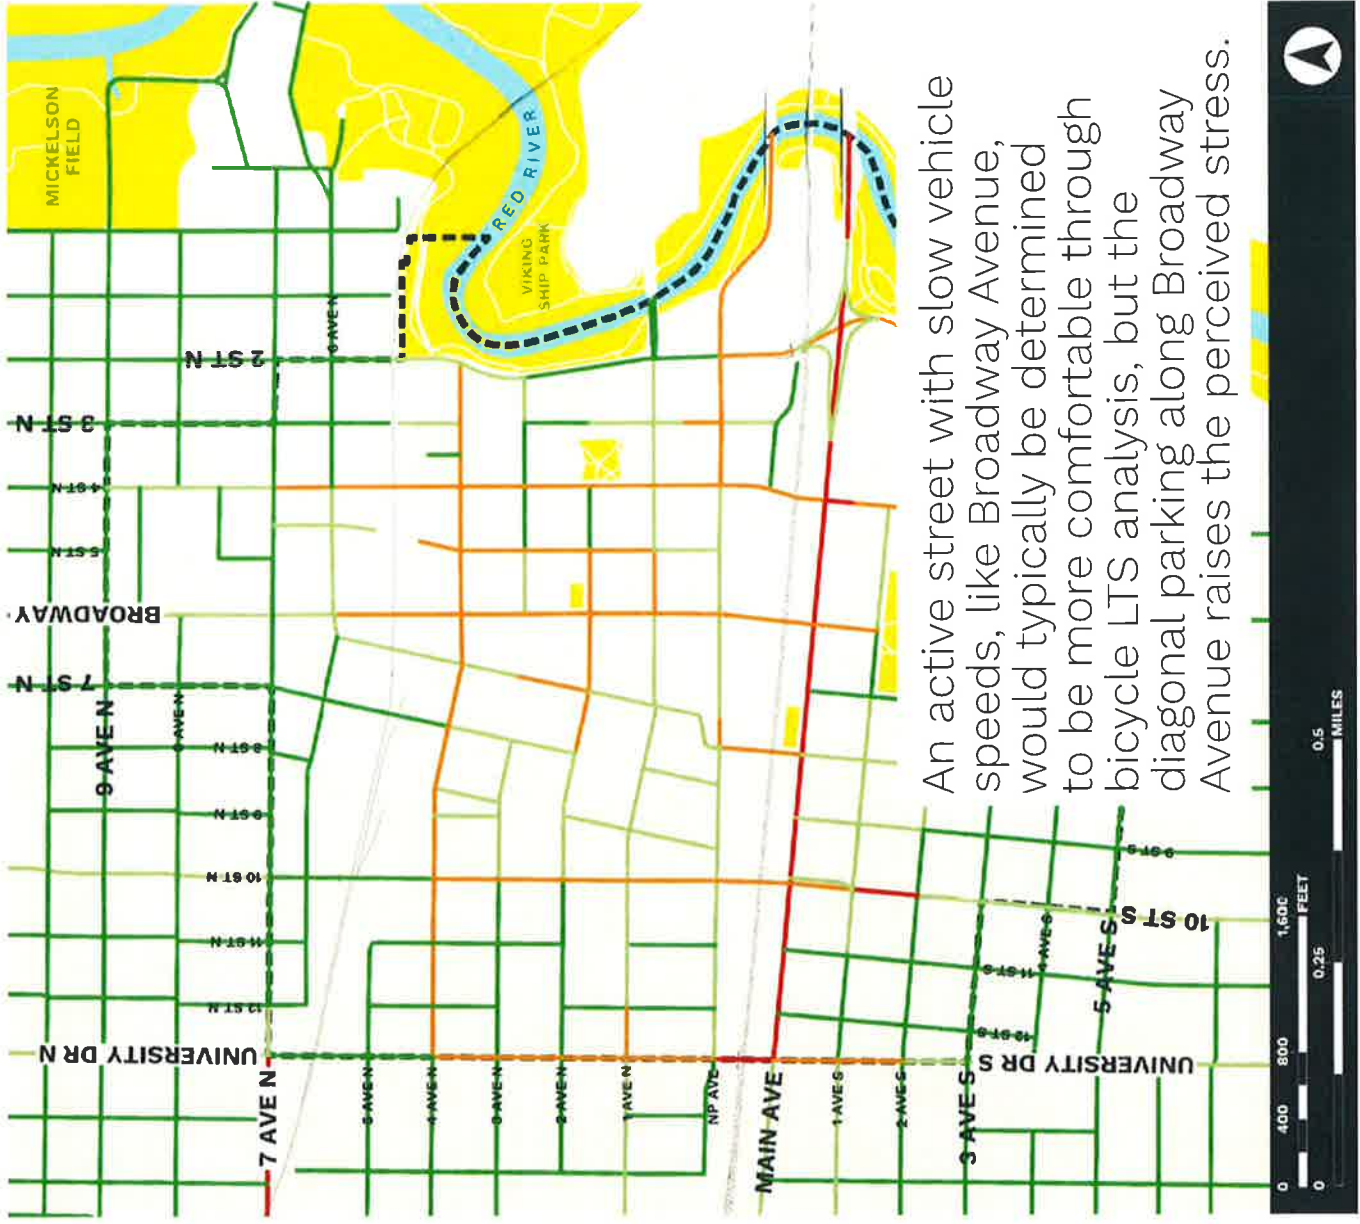 MICKELSON
FIELD
RED RIVER
VIKING
SHIP PARK
2 ST N
6 AVE N
3 ST N
4 ST N
5 ST N
BROADWAY
7 ST N
9 AVE N
8 ST N
9 ST N
10 ST N
11 ST N
12 ST N
UNIVERSITY DR N
7 AVE N
4 AVE N
3 AVE N
2 AVE N
1 AVE N
NP AVE
MAIN AVE
1 AVE S
2 AVE S
3 AVE S
UNIVERSITY DR S
12 ST S
11 ST S
4 AVE S
5 AVE S
10 ST S
9 ST S
An active street with slow vehicle
speeds, like Broadway Avenue,
would typically be determined
to be more comfortable through
bicycle LTS analysis, but the
diagonal parking along Broadway
Avenue raises the perceived stress.
0 400 800 1,600
FEET
0 0.25 0.5
MILES